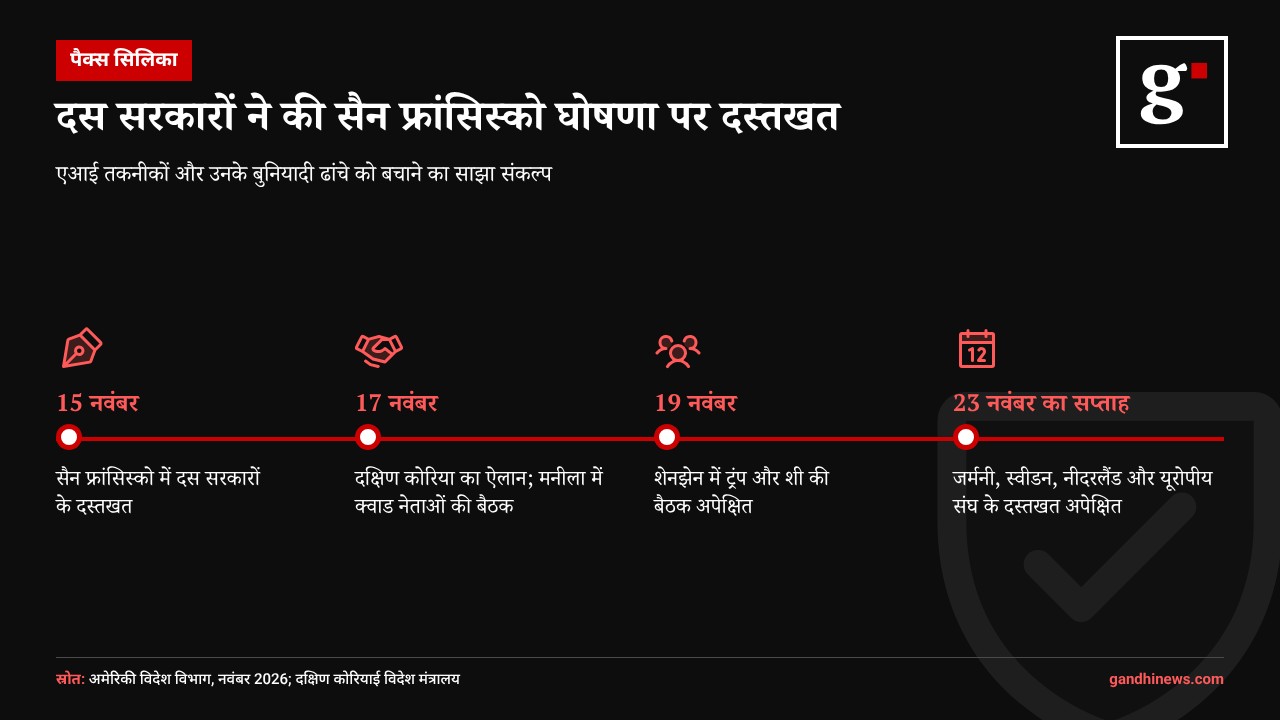 पैक्स सिलिका
g
दस सरकारों ने की सैन फ्रांसिस्को घोषणा पर दस्तखत
एआई तकनीकों और उनके बुनियादी ढांचे को बचाने का साझा संकल्प
12
15 नवंबर
17 नवंबर
19 नवंबर
23 नवंबर का सप्ताह
सैन फ्रांसिस्को में दस सरकारों
के दस्तखत
दक्षिण कोरिया का ऐलान; मनीला में
क्वाड नेताओं की बैठक
शेनझेन में ट्रंप और शी की
बैठक अपेक्षित
जर्मनी, स्वीडन, नीदरलैंड और यूरोपीय
संघ के दस्तखत अपेक्षित
स्रोत: अमेरिकी विदेश विभाग, नवंबर 2026; दक्षिण कोरियाई विदेश मंत्रालय
gandhinews.com